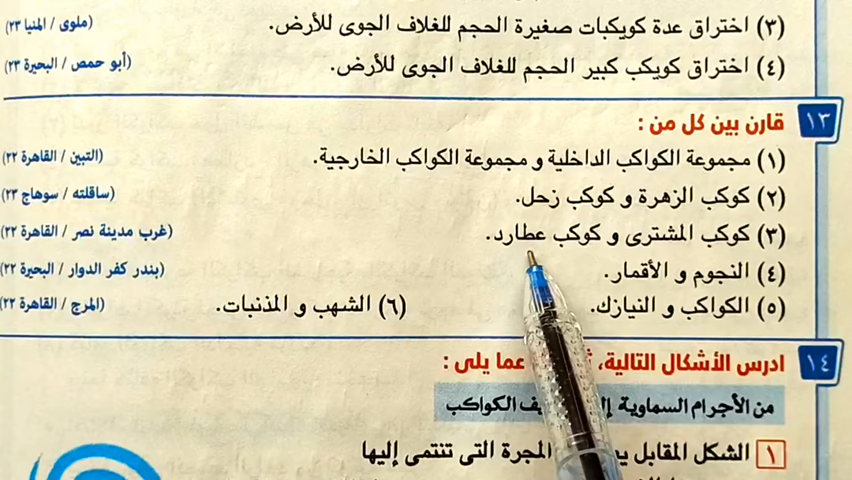 (٣) اختراق عدة كويكبات صغيرة الحجم للغلاف الجوى للأرض. (ملوى / المنيا ٢٣)
(٤) اختراق كويكب كبير الحجم للغلاف الجوى للأرض. (أبو حمص / البحيرة ٢٣)
١٣ قارن بين كل من :
(١) مجموعة الكواكب الداخلية و مجموعة الكواكب الخارجية. (التبين / القاهرة ٢٢)
(٢) كوكب الزهرة و كوكب زحل. (ساقلته / سوهاج ٢٣)
(٣) كوكب المشترى و كوكب عطارد. (غرب مدينة نصر / القاهرة ٢٢)
(٤) النجوم و الأقمار. (بندر كفر الدوار / البحيرة ٢٢)
(٥) الكواكب و النيازك. (٦) الشهب و المذنبات. (المرج / القاهرة ٢٢)
١٤ ادرس الأشكال التالية، عما يلى :
من الأجرام السماوية الكواكب
١ الشكل المقابل المجرة التى تنتمى إليها